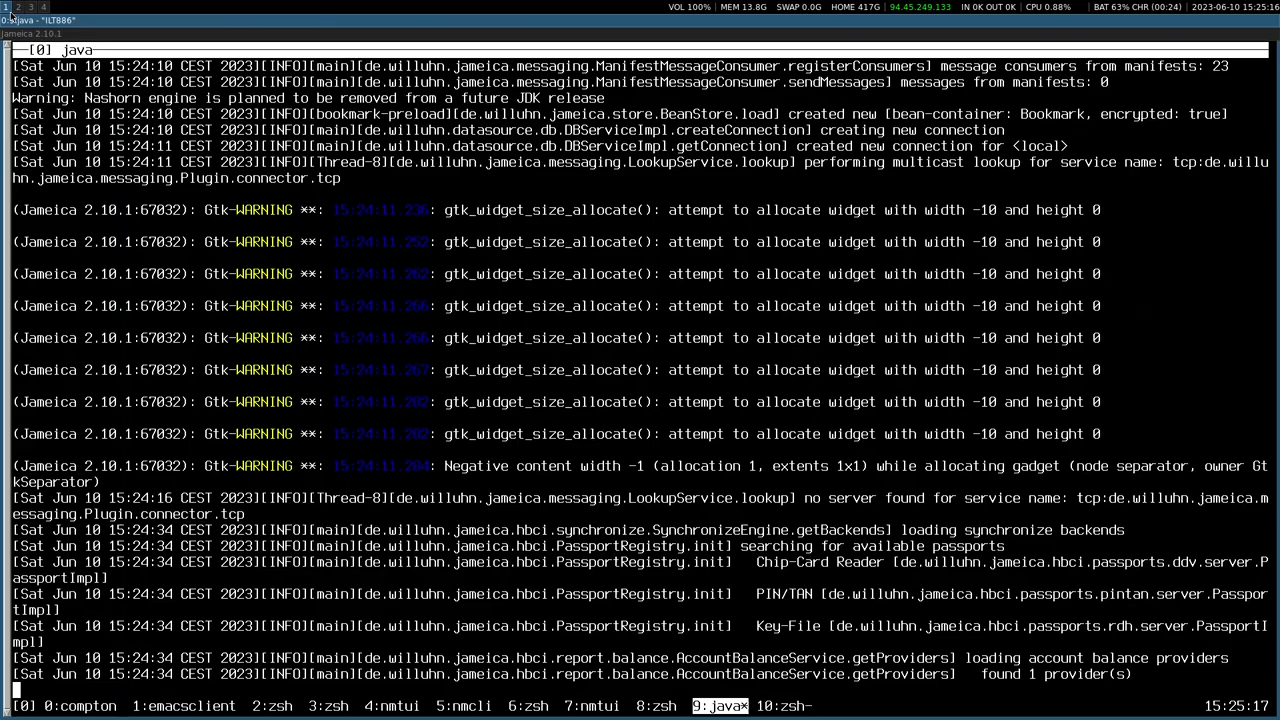 1 2 3 4 VOL 100% | MEM 13.8G | SWAP 0.0G | HOME 417G | 94.45.249.133 | IN 0K OUT 0K | CPU 0.88% | BAT 63% CHR (00:24) | 2023-06-10 15:25:16
java - "ILT886"
Jameica 2.10.1
[0] java
[Sat Jun 10 15:24:10 CEST 2023][INFO][main][de.willuhn.jameica.messaging.ManifestMessageConsumer.registerConsumers] message consumers from manifests: 23
[Sat Jun 10 15:24:10 CEST 2023][INFO][main][de.willuhn.jameica.messaging.ManifestMessageConsumer.sendMessages] messages from manifests: 0
Warning: Nashorn engine is planned to be removed from a future JDK release
[Sat Jun 10 15:24:10 CEST 2023][INFO][bookmark-preload][de.willuhn.jameica.store.BeanStore.load] created new [bean-container: Bookmark, encrypted: true]
[Sat Jun 10 15:24:10 CEST 2023][INFO][main][de.willuhn.datasource.db.DBServiceImpl.createConnection] creating new connection
[Sat Jun 10 15:24:11 CEST 2023][INFO][main][de.willuhn.datasource.db.DBServiceImpl.getConnection] created new connection for <local>
[Sat Jun 10 15:24:11 CEST 2023][INFO][Thread-8][de.willuhn.jameica.messaging.LookupService.lookup] performing multicast lookup for service name: tcp:de.willu
hn.jameica.messaging.Plugin.connector.tcp
(Jameica 2.10.1:67032): Gtk-WARNING **: : gtk_widget_size_allocate(): attempt to allocate widget with width -10 and height 0
(Jameica 2.10.1:67032): Gtk-WARNING **: 15:24:11.252: gtk_widget_size_allocate(): attempt to allocate widget with width -10 and height 0
(Jameica 2.10.1:67032): Gtk-WARNING **: 15:24:11.262: gtk_widget_size_allocate(): attempt to allocate widget with width -10 and height 0
(Jameica 2.10.1:67032): Gtk-WARNING **: : gtk_widget_size_allocate(): attempt to allocate widget with width -10 and height 0
(Jameica 2.10.1:67032): Gtk-WARNING **: : gtk_widget_size_allocate(): attempt to allocate widget with width -10 and height 0
(Jameica 2.10.1:67032): Gtk-WARNING **: 15:24:11.267: gtk_widget_size_allocate(): attempt to allocate widget with width -10 and height 0
(Jameica 2.10.1:67032): Gtk-WARNING **: : gtk_widget_size_allocate(): attempt to allocate widget with width -10 and height 0
(Jameica 2.10.1:67032): Gtk-WARNING **: : gtk_widget_size_allocate(): attempt to allocate widget with width -10 and height 0
(Jameica 2.10.1:67032): Gtk-WARNING **: : Negative content width -1 (allocation 1, extents 1x1) while allocating gadget (node separator, owner Gt
kSeparator)
[Sat Jun 10 15:24:16 CEST 2023][INFO][Thread-8][de.willuhn.jameica.messaging.LookupService.lookup] no server found for service name: tcp:de.willuhn.jameica.m
essaging.Plugin.connector.tcp
[Sat Jun 10 15:24:34 CEST 2023][INFO][main][de.willuhn.jameica.hbci.synchronize.SynchronizeEngine.getBackends] loading synchronize backends
[Sat Jun 10 15:24:34 CEST 2023][INFO][main][de.willuhn.jameica.hbci.PassportRegistry.init] searching for available passports
[Sat Jun 10 15:24:34 CEST 2023][INFO][main][de.willuhn.jameica.hbci.PassportRegistry.init]   Chip-Card Reader [de.willuhn.jameica.hbci.passports.ddv.server.P
assportImpl]
[Sat Jun 10 15:24:34 CEST 2023][INFO][main][de.willuhn.jameica.hbci.PassportRegistry.init]   PIN/TAN [de.willuhn.jameica.hbci.passports.pintan.server.Passpor
tImpl]
[Sat Jun 10 15:24:34 CEST 2023][INFO][main][de.willuhn.jameica.hbci.PassportRegistry.init]   Key-File [de.willuhn.jameica.hbci.passports.rdh.server.PassportI
mpl]
[Sat Jun 10 15:24:34 CEST 2023][INFO][main][de.willuhn.jameica.hbci.report.balance.AccountBalanceService.getProviders] loading account balance providers
[Sat Jun 10 15:24:34 CEST 2023][INFO][main][de.willuhn.jameica.hbci.report.balance.AccountBalanceService.getProviders]   found 1 provider(s)
[0] 0:compton  1:emacsclient  2:zsh  3:zsh  4:nmtui  5:nmcli  6:zsh  7:nmtui  8:zsh  9:java* 10:zsh- 15:25:17